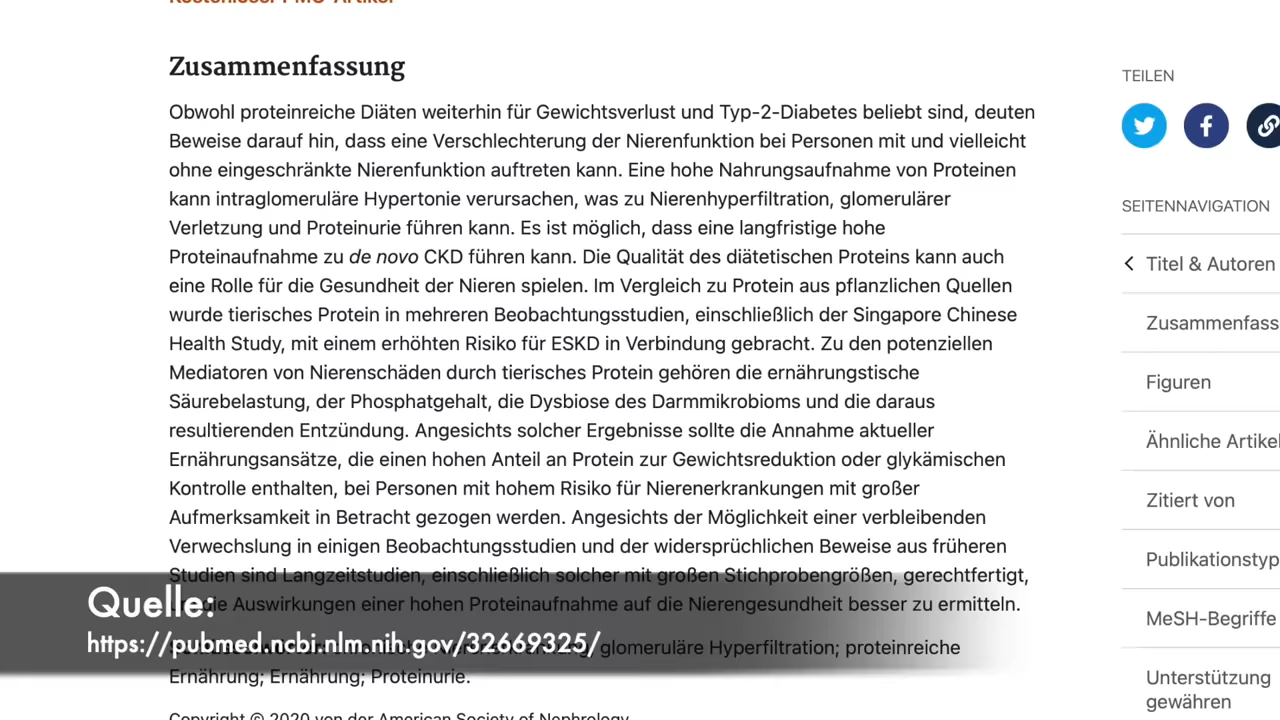 Kostenloser PMC-Artikel
Zusammenfassung
Obwohl proteinreiche Diäten weiterhin für Gewichtsverlust und Typ-2-Diabetes beliebt sind, deuten
Beweise darauf hin, dass eine Verschlechterung der Nierenfunktion bei Personen mit und vielleicht
ohne eingeschränkte Nierenfunktion auftreten kann. Eine hohe Nahrungsaufnahme von Proteinen
kann intraglomeruläre Hypertonie verursachen, was zu Nierenhyperfiltration, glomerulärer
Verletzung und Proteinurie führen kann. Es ist möglich, dass eine langfristige hohe
Proteinaufnahme zu de novo CKD führen kann. Die Qualität des diätetischen Proteins kann auch
eine Rolle für die Gesundheit der Nieren spielen. Im Vergleich zu Protein aus pflanzlichen Quellen
wurde tierisches Protein in mehreren Beobachtungsstudien, einschließlich der Singapore Chinese
Health Study, mit einem erhöhten Risiko für ESKD in Verbindung gebracht. Zu den potenziellen
Mediatoren von Nierenschäden durch tierisches Protein gehören die ernährungstische
Säurebelastung, der Phosphatgehalt, die Dysbiose des Darmmikrobioms und die daraus
resultierenden Entzündung. Angesichts solcher Ergebnisse sollte die Annahme aktueller
Ernährungsansätze, die einen hohen Anteil an Protein zur Gewichtsreduktion oder glykämischen
Kontrolle enthalten, bei Personen mit hohem Risiko für Nierenerkrankungen mit großer
Aufmerksamkeit in Betracht gezogen werden. Angesichts der Möglichkeit einer verbleibenden
Verwechslung in einigen Beobachtungsstudien und der widersprüchlichen Beweise aus früheren
Studien sind Langzeitstudien, einschließlich solcher mit großen Stichprobengrößen, gerechtfertigt,
die Auswirkungen einer hohen Proteinaufnahme auf die Nierengesundheit besser zu ermitteln.
glomeruläre Hyperfiltration; proteinreiche
Ernährung; Ernährung; Proteinurie.
Copyright © 2020 von der American Society of Nephrology.
Quelle:
https://pubmed.ncbi.nlm.nih.gov/32669325/
TEILEN
SEITENNAVIGATION
Titel & Autoren
Zusammenfass
Figuren
Ähnliche Artikel
Zitiert von
Publikationstyp
MeSH-Begriffe
Unterstützung
gewähren